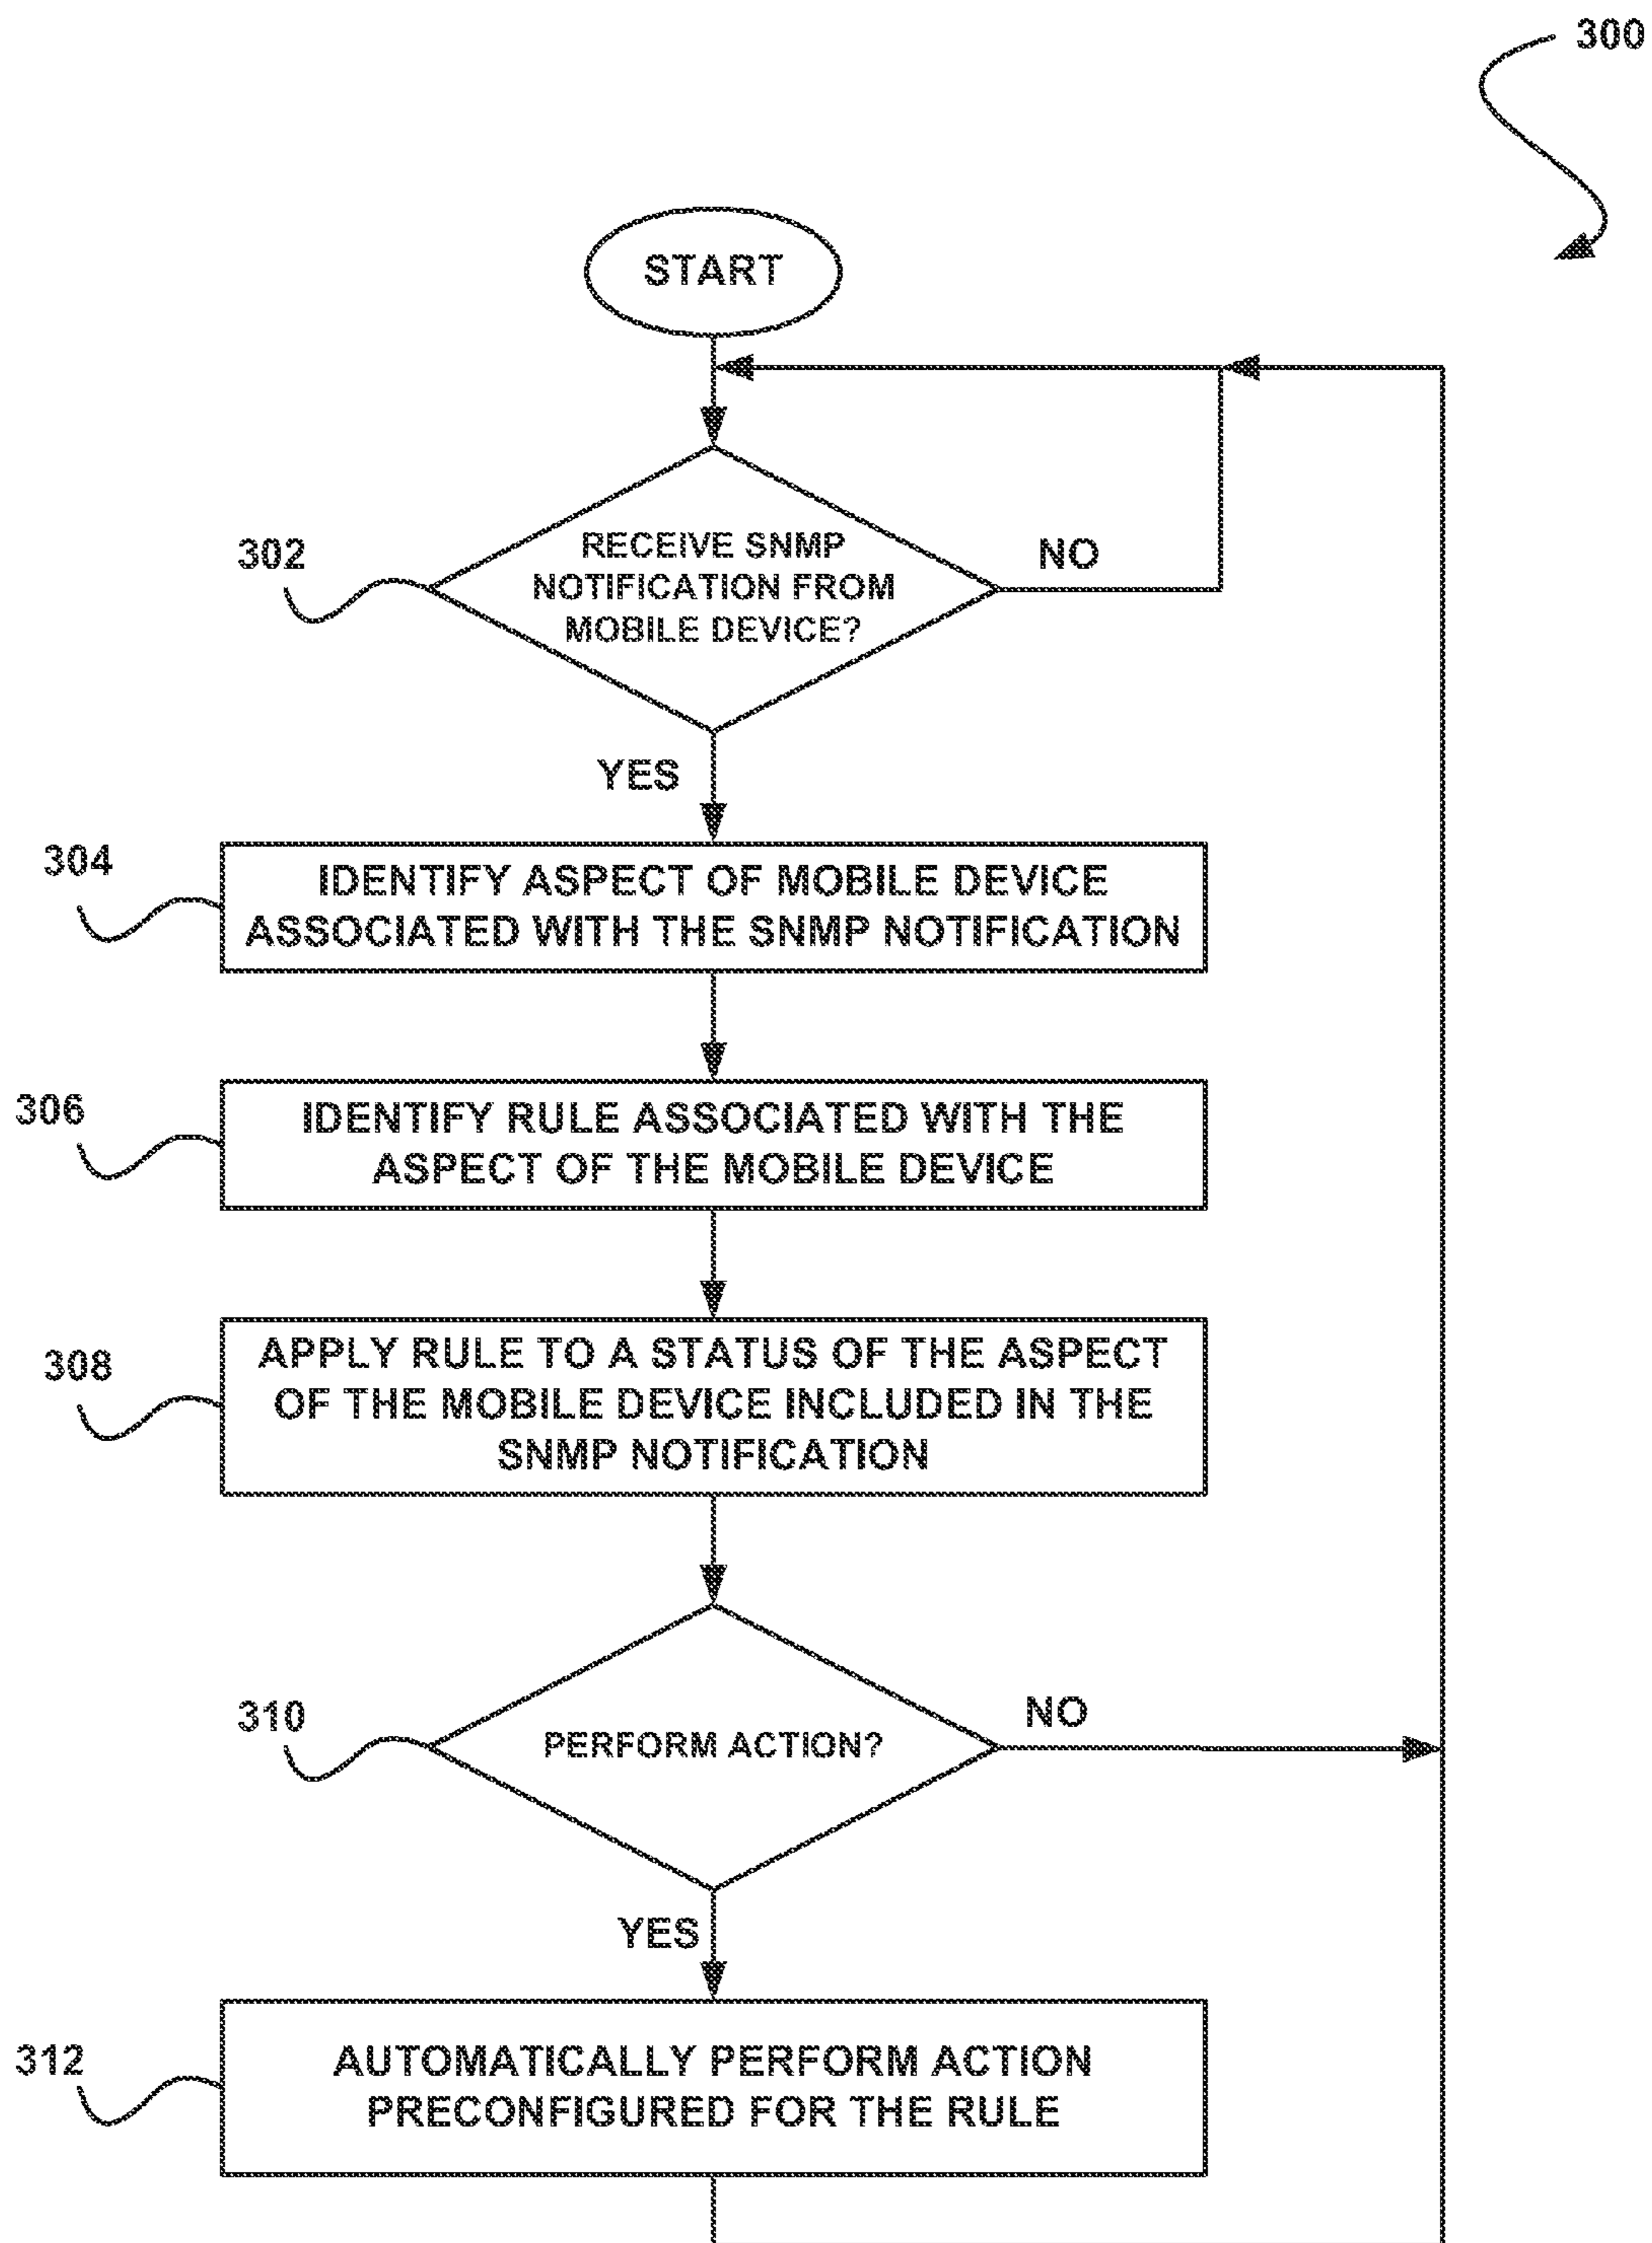 300
START
302
RECEIVE SNMP
NOTIFICATION FROM
MOBILE DEVICE?
NO
YES
304
IDENTIFY ASPECT OF MOBILE DEVICE
ASSOCIATED WITH THE SNMP NOTIFICATION
306
IDENTIFY RULE ASSOCIATED WITH THE
ASPECT OF THE MOBILE DEVICE
308
APPLY RULE TO A STATUS OF THE ASPECT
OF THE MOBILE DEVICE INCLUDED IN THE
SNMP NOTIFICATION
310
PERFORM ACTION?
NO
YES
312
AUTOMATICALLY PERFORM ACTION
PRECONFIGURED FOR THE RULE